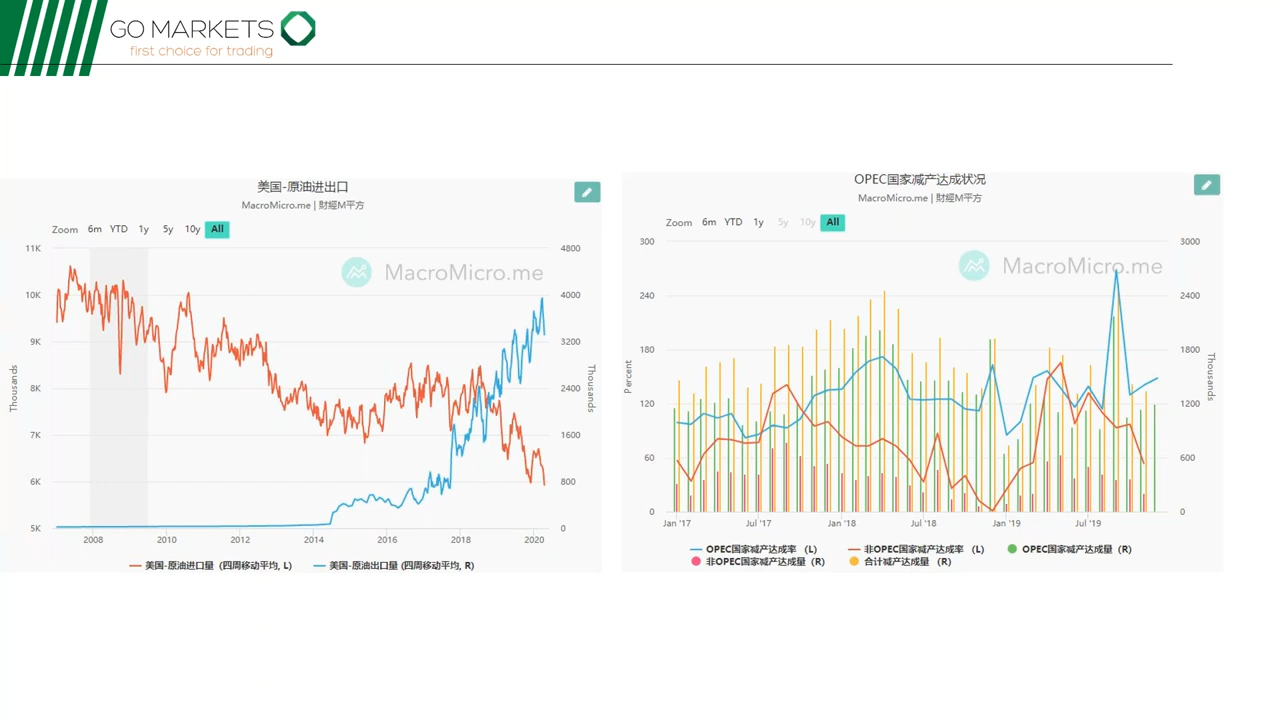 GO MARKETS
first choice for trading
美国-原油进出口
MacroMicro.me | 財經M平方
Zoom 6m YTD 1y 5y 10y All
MacroMicro.me
11K
10K
9K
8K
7K
6K
5K
Thousands
4800
4000
3200
2400
1600
800
0
Thousands
2008 2010 2012 2014 2016 2018 2020
美国-原油进口量 (四周移动平均, L) 美国-原油出口量 (四周移动平均, R)
OPEC国家减产达成状况
MacroMicro.me | 財經M平方
Zoom 6m YTD 1y 5y 10y All
MacroMicro.me
300
240
180
120
60
0
Percent
3000
2400
1800
1200
600
0
Thousands
Jan '17 Jul '17 Jan '18 Jul '18 Jan '19 Jul '19
OPEC国家减产达成率 (L) 非OPEC国家减产达成率 (L) OPEC国家减产达成量 (R)
非OPEC国家减产达成量 (R) 合计减产达成量 (R)